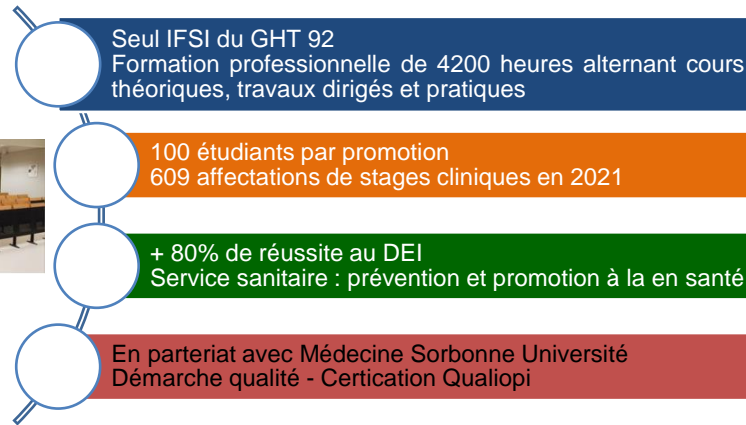 Seul IFSI du GHT 92
Formation professionnelle de 4200 heures alternant cours
théoriques, travaux dirigés et pratiques
100 étudiants par promotion
609 affectations de stages cliniques en 2021
+ 80% de réussite au DEI
Service sanitaire : prévention et promotion à la en santé
En parteriat avec Médecine Sorbonne Université
Démarche qualité - Certication Qualiopi